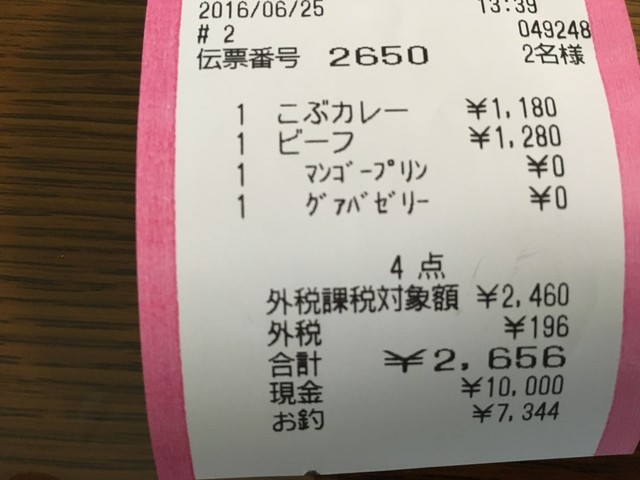 2016/06/25 13:39
# 2 049248
伝票番号 2650 2名様
1 こぶカレー ¥1,180
1 ビーフ ¥1,280
1 マンゴープリン ¥0
1 グァバゼリー ¥0
4 点
外税課税対象額 ¥2,460
外税 ¥196
合計 ¥2,656
現金 ¥10,000
お釣 ¥7,344